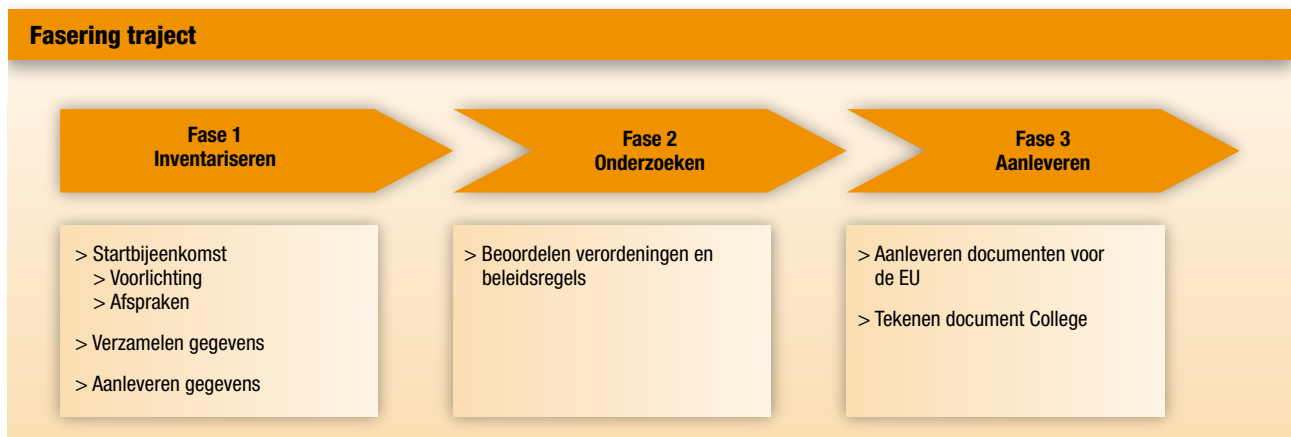 Fasering traject
Fase 1
Inventariseren
Fase 2
Onderzoeken
Fase 3
Aanleveren
> Startbijeenkomst
> Voorlichting
> Afspraken
> Verzamelen gegevens
> Aanleveren gegevens
> Beoordelen verordeningen en
beleidsregels
> Aanleveren documenten voor
de EU
> Tekenen document College